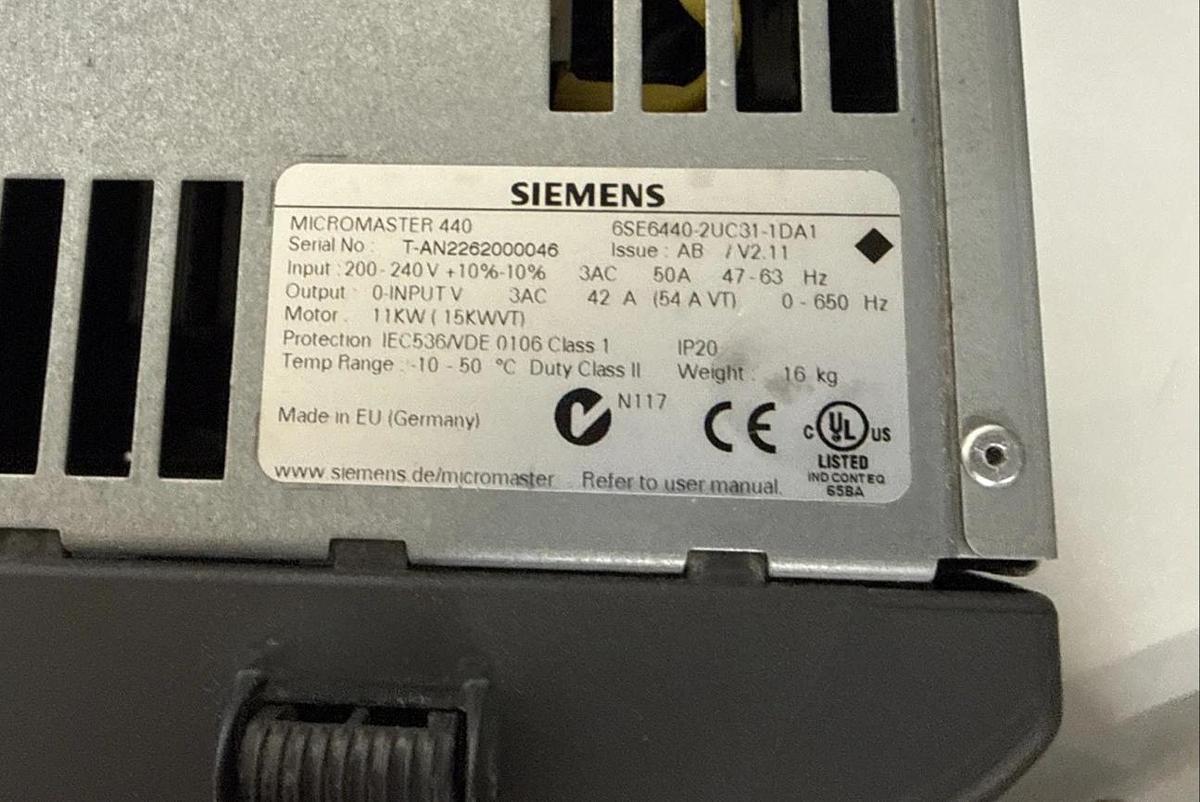 SIEMENS
MICROMASTER 440 6SE6440-2UC31-1DA1
Serial No : T-AN2262000046 Issue : AB / V2.11
Input : 200-240 V +10%-10% 3AC 50A 47-63 Hz
Output : 0-INPUT V 3AC 42 A (54 A VT) 0 - 650 Hz
Motor : 11KW ( 15KWVT)
Protection IEC536/VDE 0106 Class 1 IP20
Temp Range : -10 - 50 °C Duty Class II Weight : 16 kg
Made in EU (Germany) N117 CE C UL US
LISTED
IND CONT EQ
65BA
www.siemens.de/micromaster Refer to user manual.